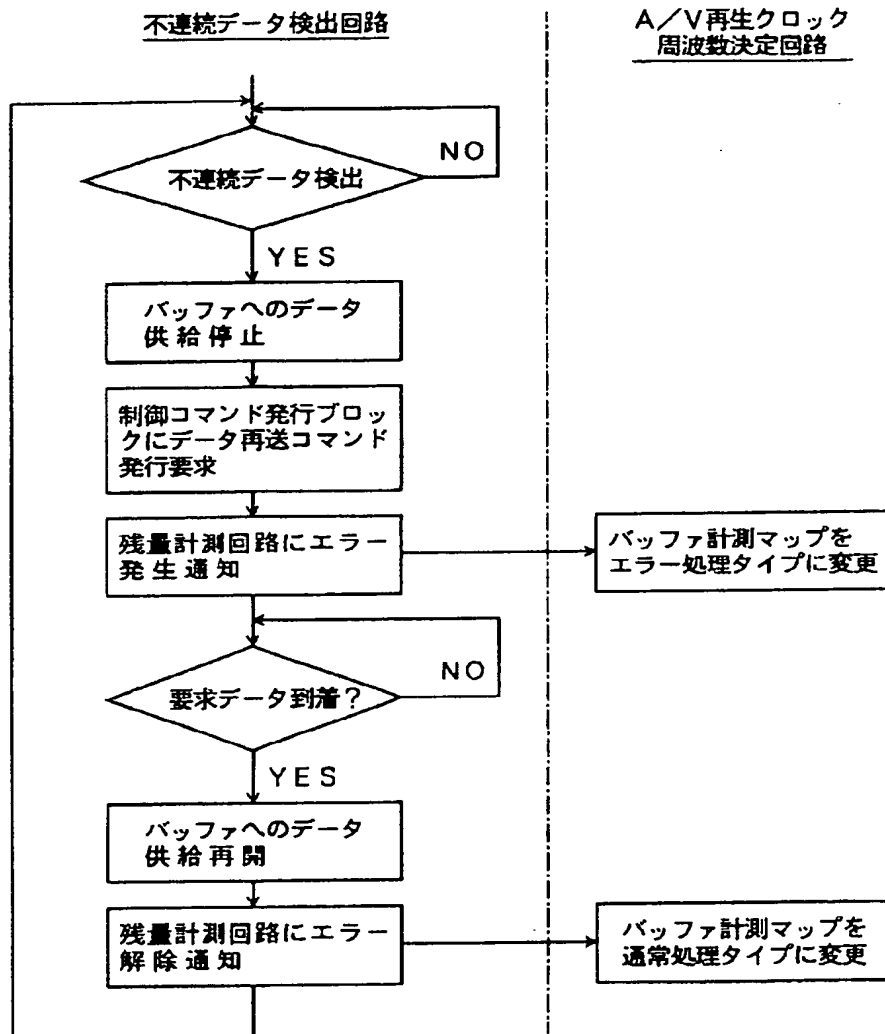 不連続データ検出回路
A/V再生クロック
周波数決定回路
不連続データ検出
NO
YES
バッファへのデータ
供給停止
制御コマンド発行ブロッ
クにデータ再送コマンド
発行要求
残量計測回路にエラー
発生通知
バッファ計測マップを
エラー処理タイプに変更
要求データ到着?
NO
YES
バッファへのデータ
供給再開
残量計測回路にエラー
解除通知
バッファ計測マップを
通常処理タイプに変更